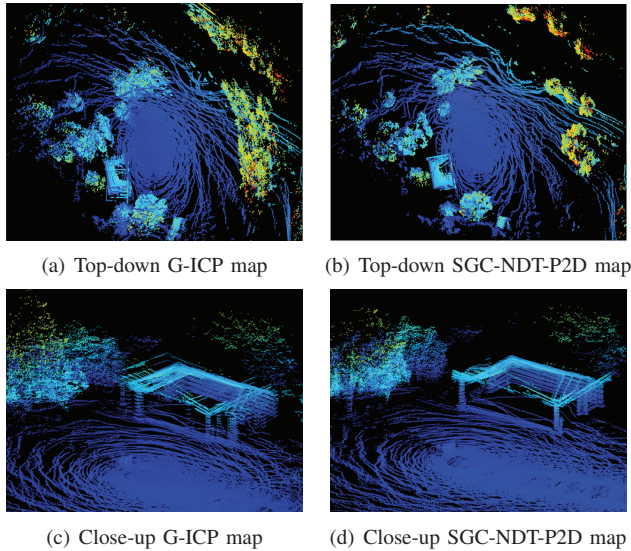 (a) Top-down G-ICP map
(b) Top-down SGC-NDT-P2D map
(c) Close-up G-ICP map
(d) Close-up SGC-NDT-P2D map